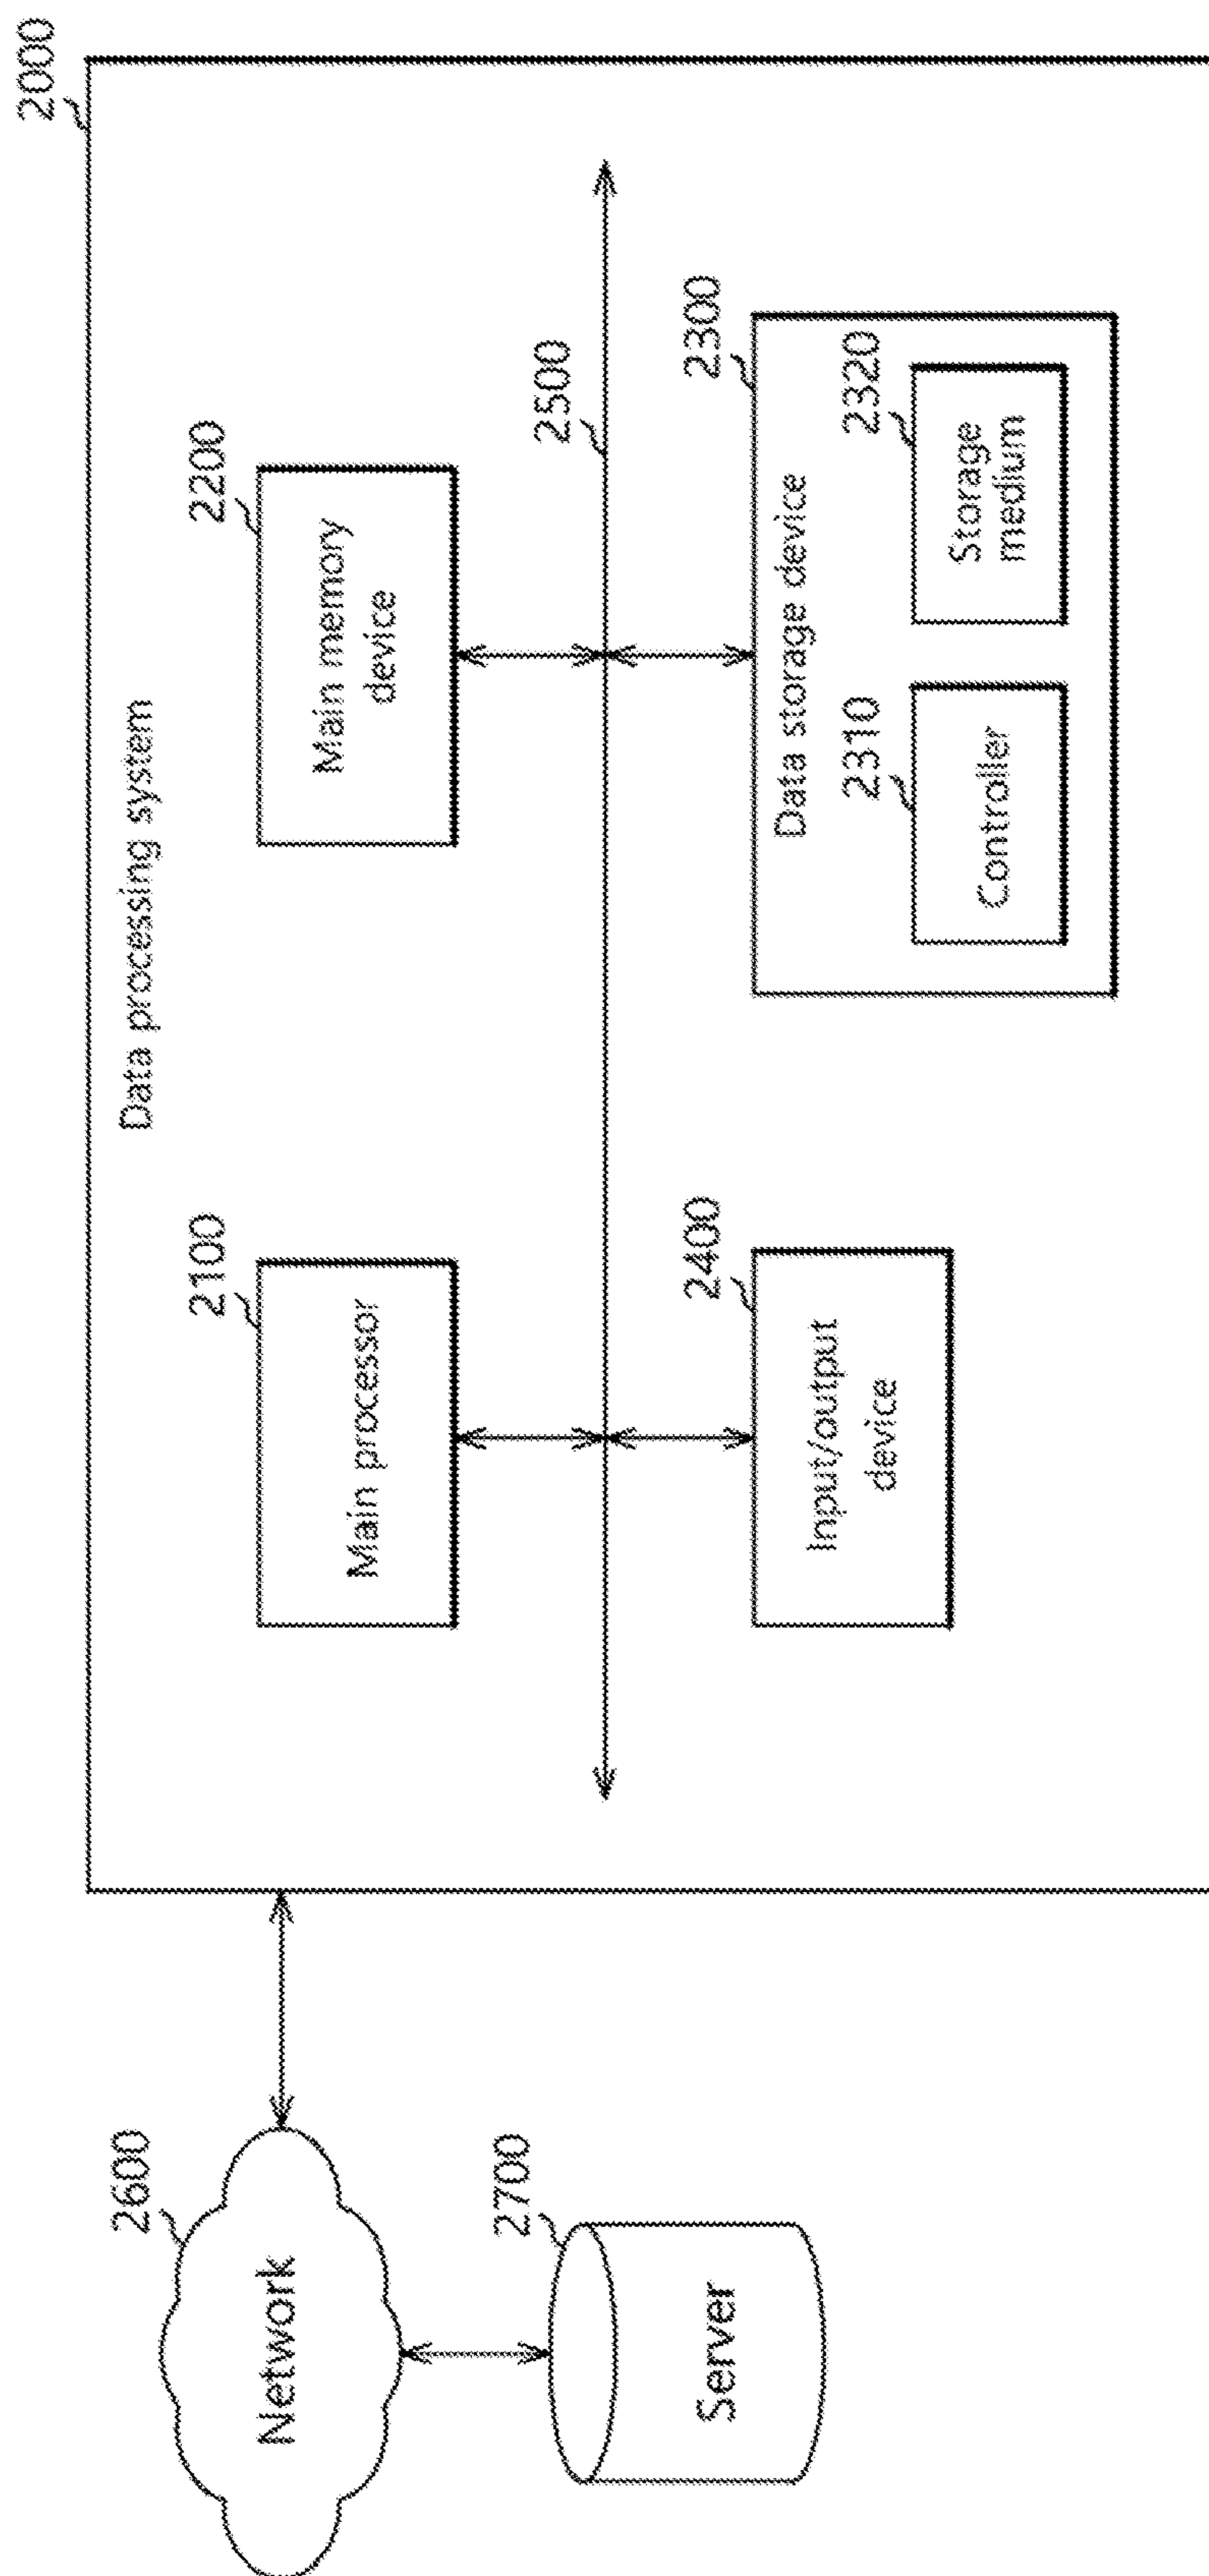 2000
Data processing system
2600
Network
2700
Server
2100
Main processor
2200
Main memory
device
2500
2400
Input/output
device
2300
Data storage device
2310
Controller
2320
Storage
medium